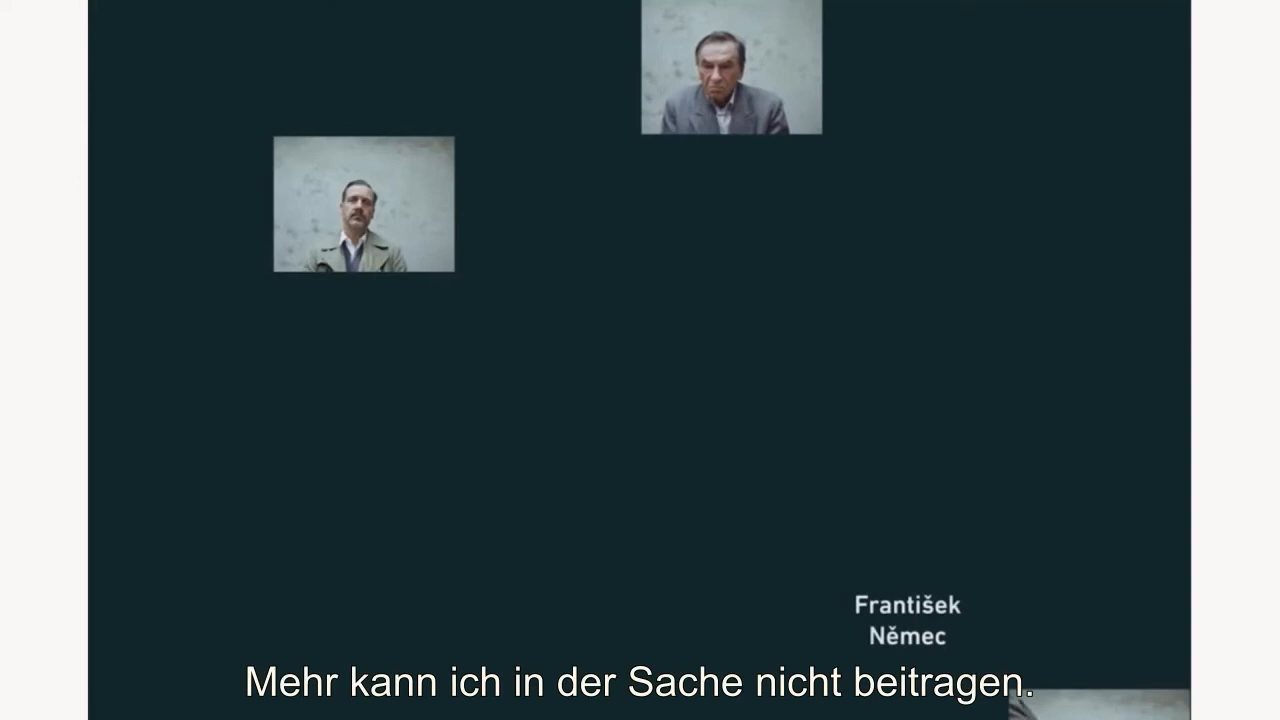 František
Němec
Mehr kann ich in der Sache nicht beitragen.